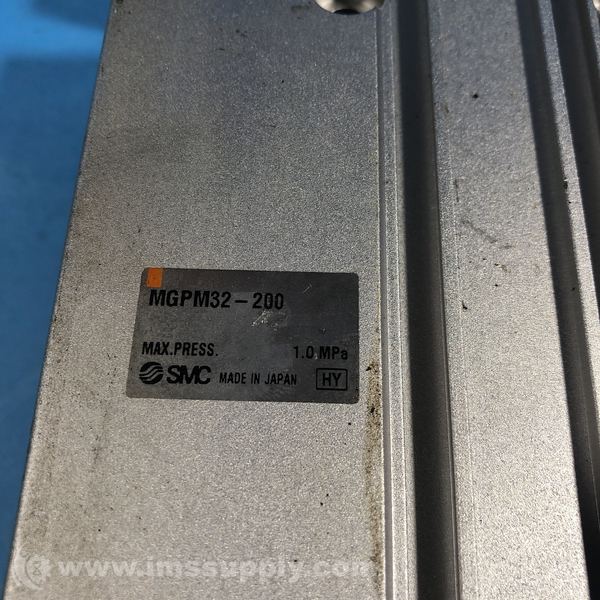 MGPM32-200
MAX.PRESS. 1.0 MPa
SMC MADE IN JAPAN HY
www.imssupply.com